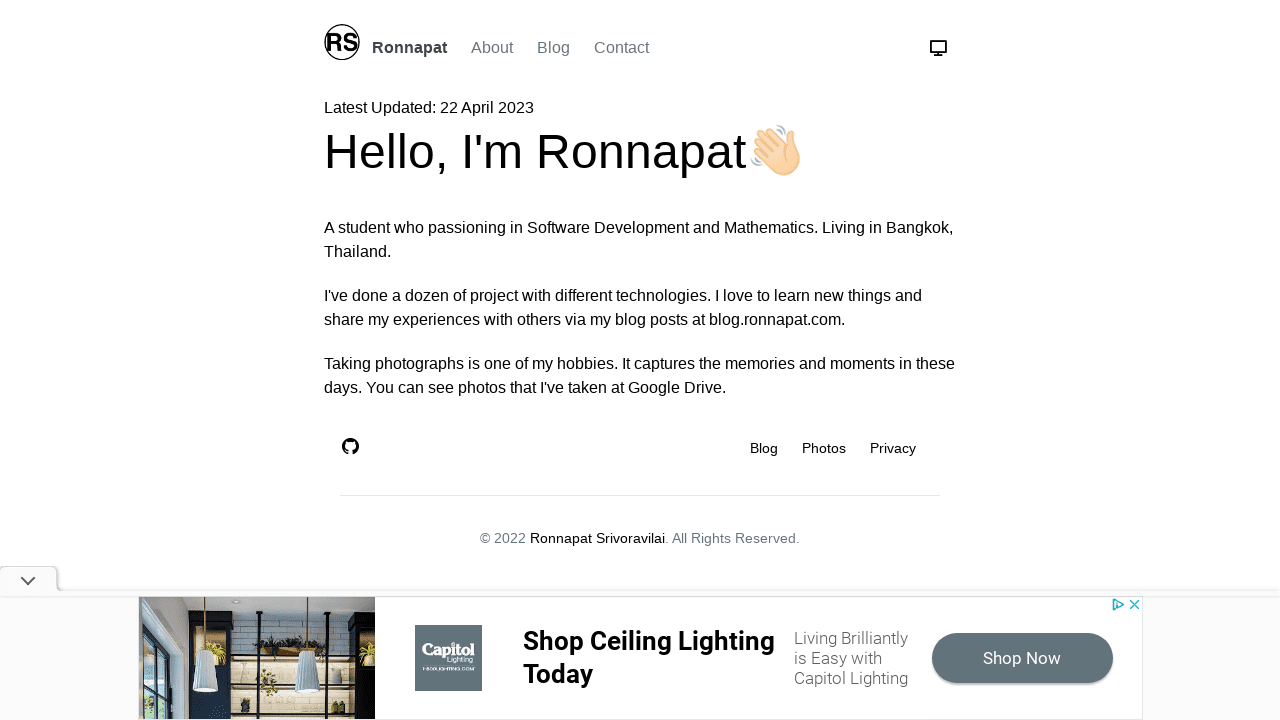 RS
Ronnapat About Blog Contact
Latest Updated: 22 April 2023
Hello, I'm Ronnapat
A student who passioning in Software Development and Mathematics. Living in Bangkok,
Thailand.
I've done a dozen of project with different technologies. I love to learn new things and
share my experiences with others via my blog posts at blog.ronnapat.com.
Taking photographs is one of my hobbies. It captures the memories and moments in these
days. You can see photos that I've taken at Google Drive.
Blog Photos Privacy
© 2022 Ronnapat Srivoravilai. All Rights Reserved.
Capitol
Lighting
1-800LIGHTING.COM
Shop Ceiling Lighting
Today
Living Brilliantly
is Easy with
Capitol Lighting
Shop Now